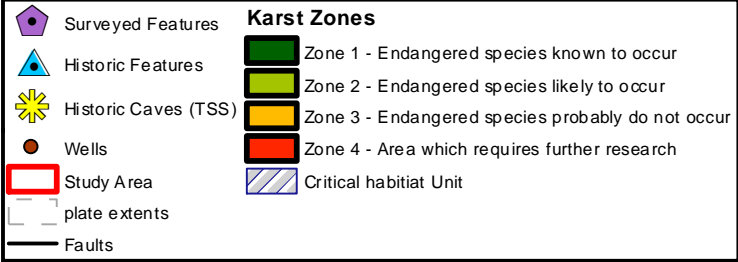 Surveyed Features
Historic Features
Historic Caves (TSS)
Wells
Study Area
plate extents
Faults
Karst Zones
Zone 1 - Endangered species known to occur
Zone 2 - Endangered species likely to occur
Zone 3 - Endangered species probably do not occur
Zone 4 - Area which requires further research
Critical habitiat Unit